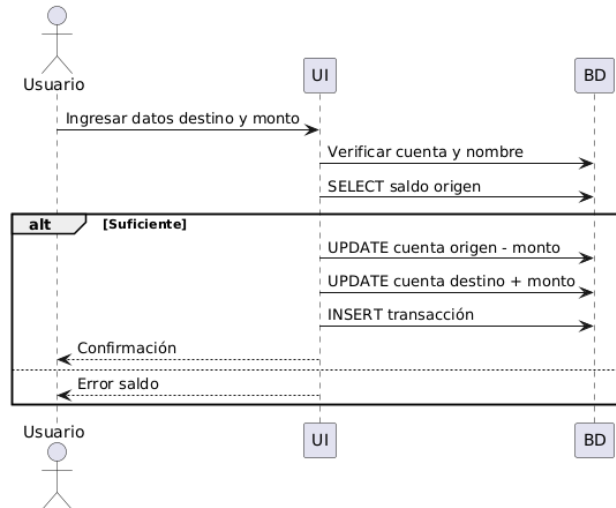 Usuario
UI
BD
Ingresar datos destino y monto
Verificar cuenta y nombre
SELECT saldo origen
alt [Suficiente]
UPDATE cuenta origen - monto
UPDATE cuenta destino + monto
INSERT transacción
Confirmación
Error saldo
Usuario
UI
BD